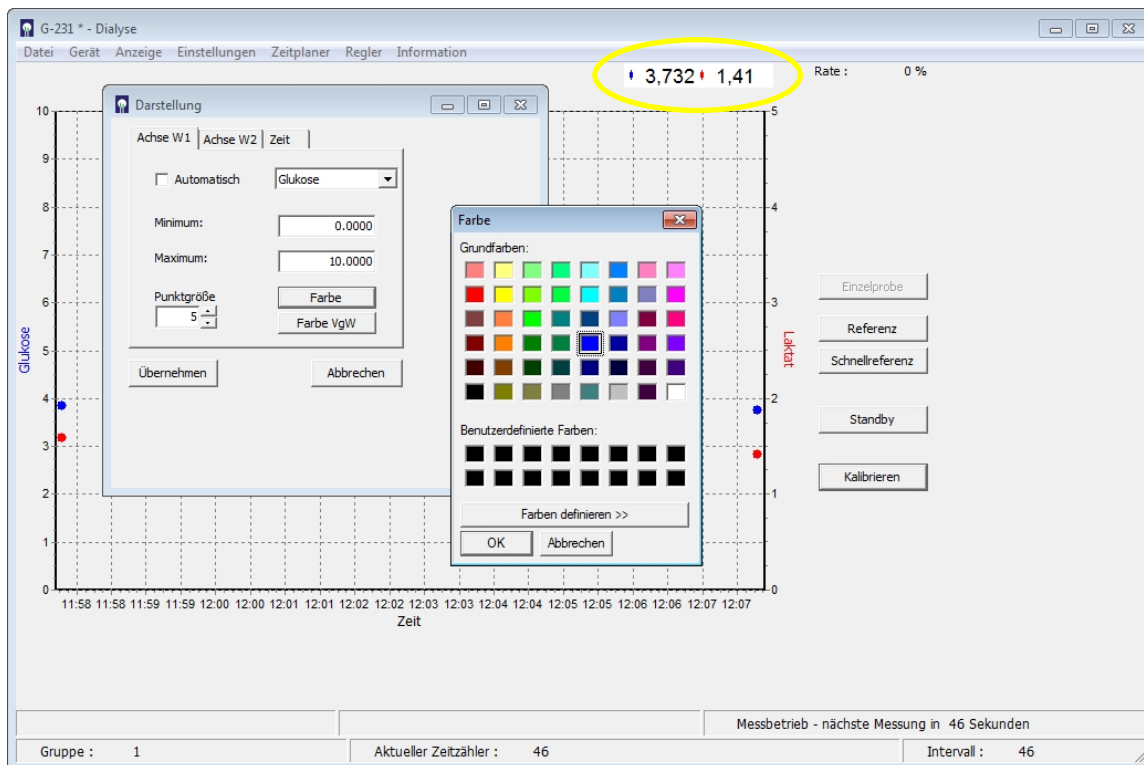 G-231 * - Dialyse
Datei Gerät Anzeige Einstellungen Zeitplaner Regler Information
3,732 1,41
Rate : 0 %
Darstellung
Achse W1 Achse W2 Zeit
Automatisch Glukose
Minimum: 0.0000
Maximum: 10.0000
Punktgröße
5
Farbe
Farbe VgW
Übernehmen Abbrechen
Farbe
Grundfarben:
Benutzerdefinierte Farben:
Farben definieren >>
OK Abbrechen
10
9
8
7
6
5
4
3
2
1
0
Glukose
5
4
3
2
1
0
Laktat
11:58 11:58 11:59 11:59 12:00 12:00 12:01 12:01 12:02 12:02 12:03 12:03 12:04 12:04 12:05 12:05 12:06 12:06 12:07 12:07
Zeit
Einzelprobe
Referenz
Schnellreferenz
Standby
Kalibrieren
Messbetrieb - nächste Messung in 46 Sekunden
Gruppe : 1 Aktueller Zeitzähler : 46 Intervall : 46